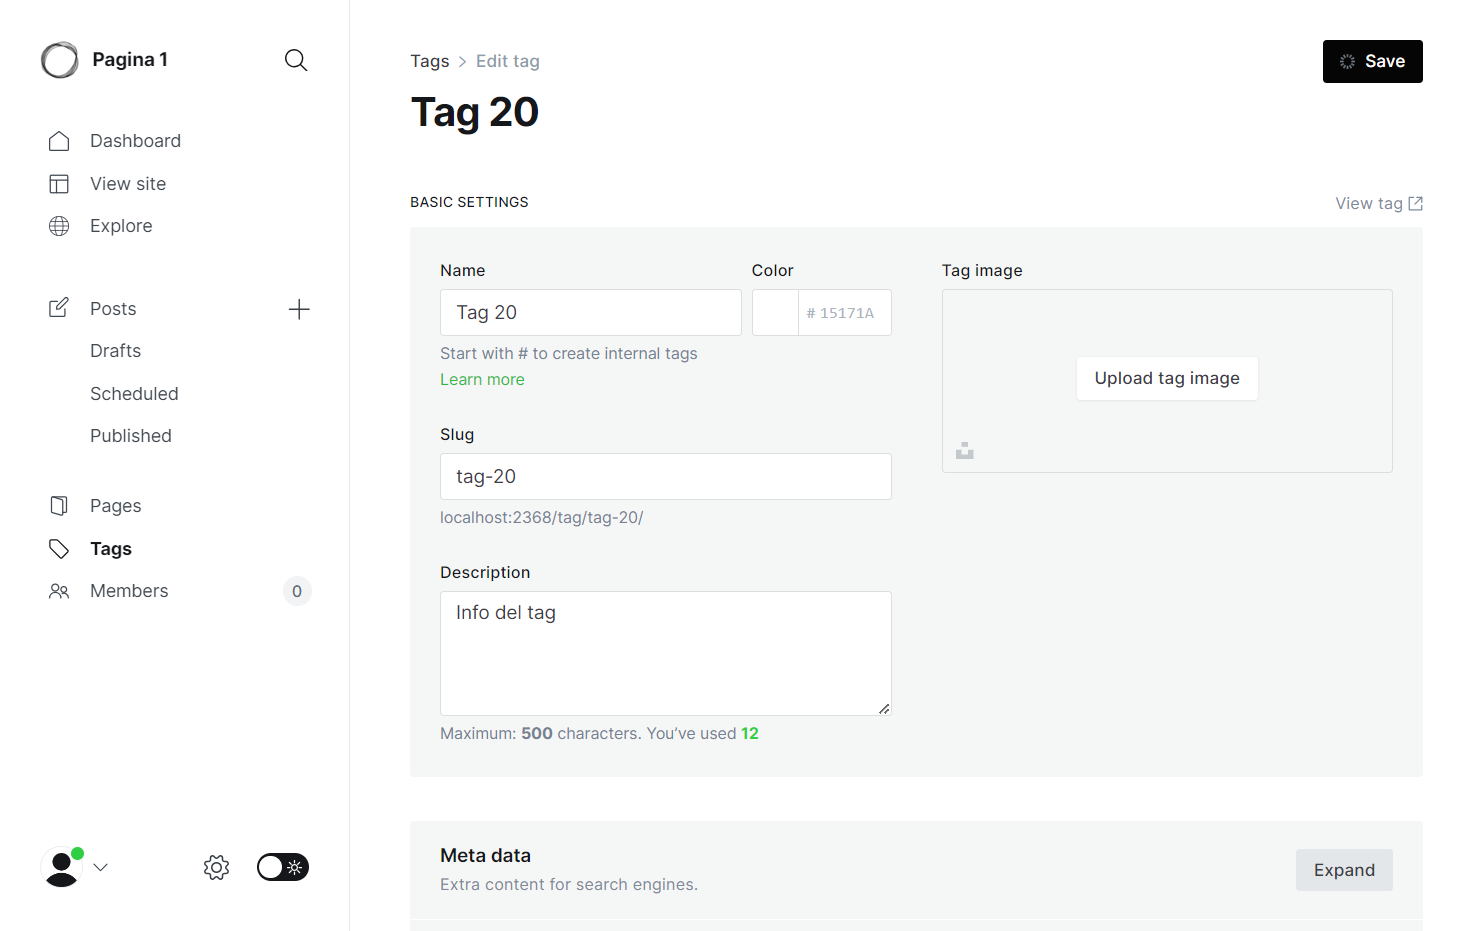 Pagina 1
Dashboard
View site
Explore
Posts
Drafts
Scheduled
Published
Pages
Tags
Members 0
Tags > Edit tag
Save
Tag 20
BASIC SETTINGS
View tag
Name
Tag 20
Start with # to create internal tags
Learn more
Color
# 15171A
Slug
tag-20
localhost:2368/tag/tag-20/
Description
Info del tag
Maximum: 500 characters. You’ve used 12
Tag image
Upload tag image
Meta data
Extra content for search engines.
Expand